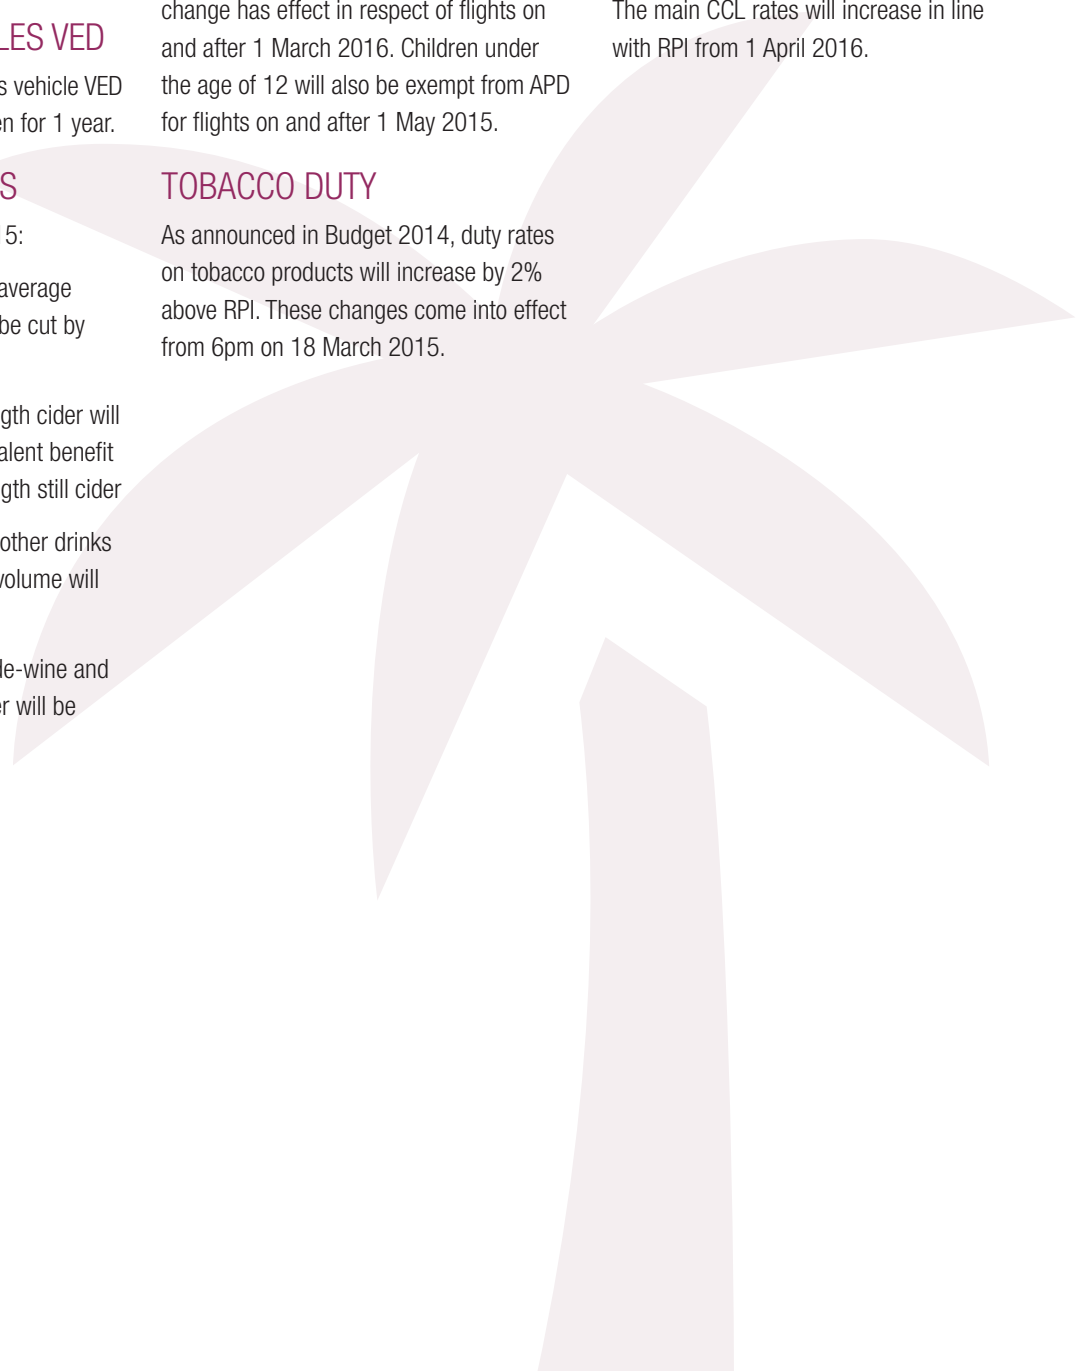 LES VED
s vehicle VED
en for 1 year.
S
15:
average
be cut by
gth cider will
alent benefit
gth still cider
other drinks
volume will
de-wine and
er will be
change has effect in respect of flights on
and after 1 March 2016. Children under
the age of 12 will also be exempt from APD
for flights on and after 1 May 2015.
TOBACCO DUTY
As announced in Budget 2014, duty rates
on tobacco products will increase by 2%
above RPI. These changes come into effect
from 6pm on 18 March 2015.
The main CCL rates will increase in line
with RPI from 1 April 2016.